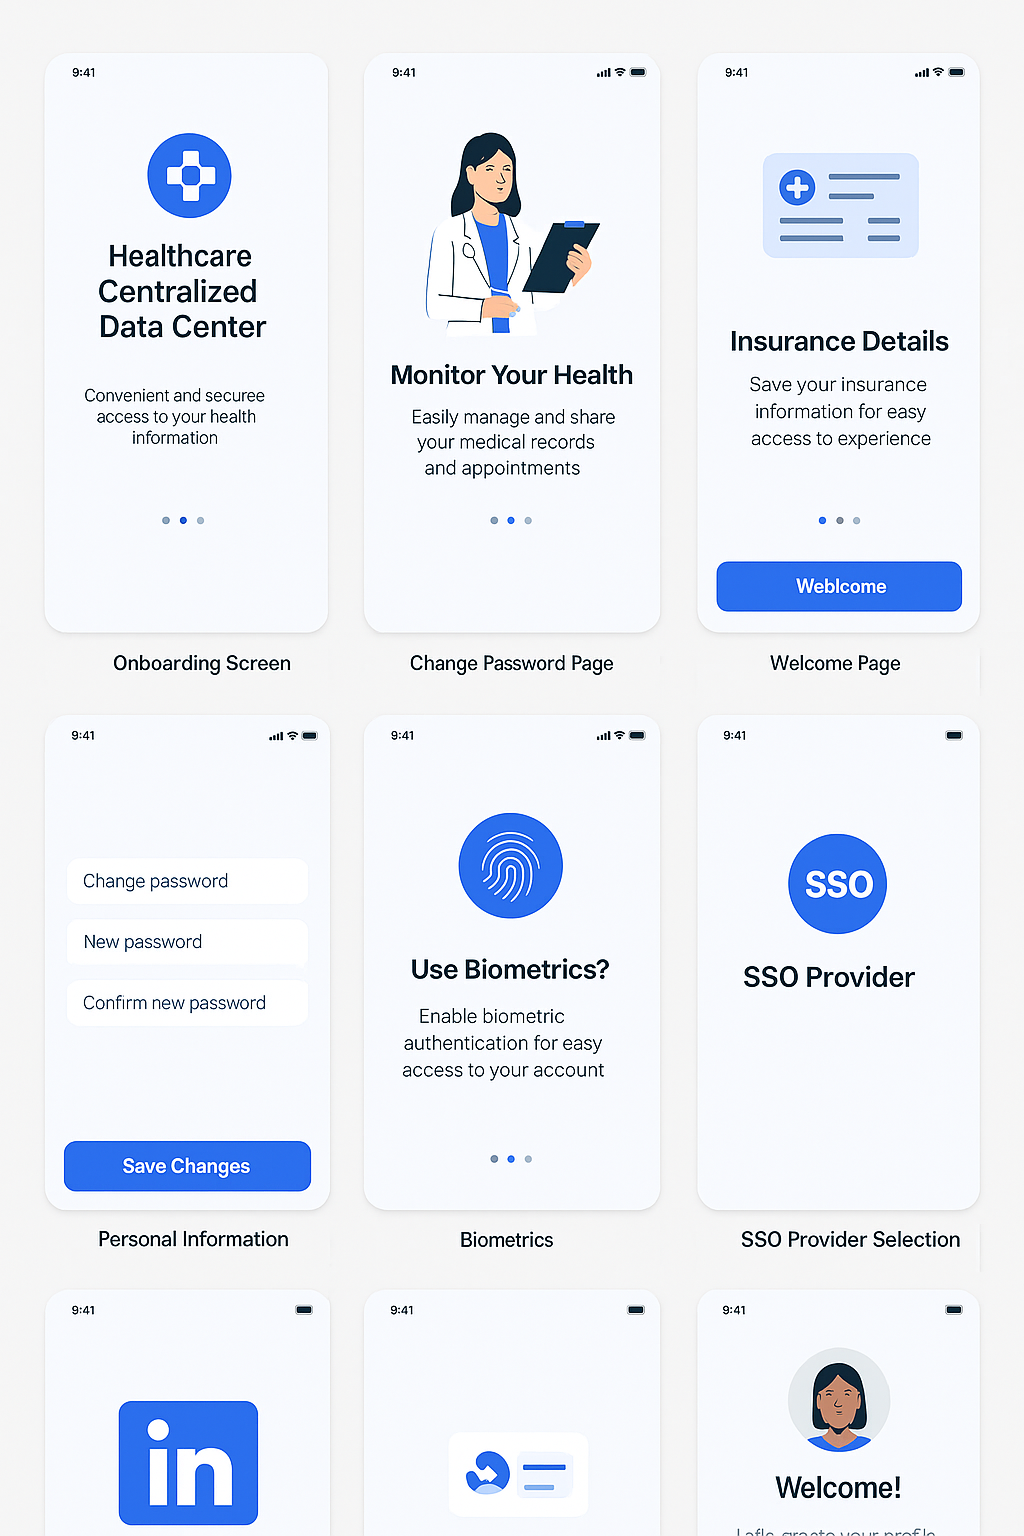 9:41
Healthcare
Centralized
Data Center
Convenient and securee
access to your health
information
Onboarding Screen
9:41
Monitor Your Health
Easily manage and share
your medical records
and appointments
Change Password Page
9:41
Insurance Details
Save your insurance
information for easy
access to experience
Weblcome
Welcome Page
9:41
Change password
New password
Confirm new password
Save Changes
Personal Information
9:41
Use Biometrics?
Enable biometric
authentication for easy
access to your account
Biometrics
9:41
SSO
SSO Provider
SSO Provider Selection
9:41
in
9:41
9:41
Welcome!
your